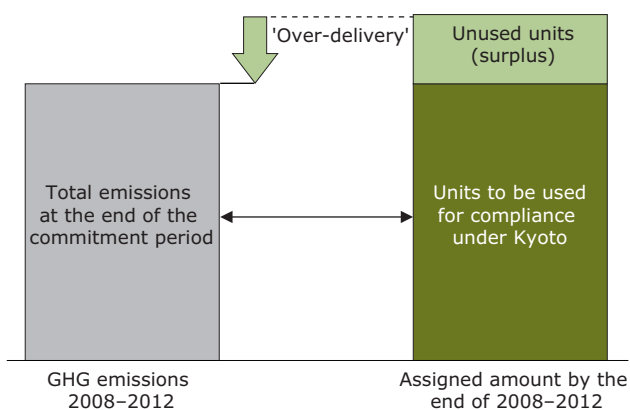 'Over-delivery'
Unused units
(surplus)
Total emissions
at the end of the
commitment period
Units to be used
for compliance
under Kyoto
GHG emissions
2008–2012
Assigned amount by the
end of 2008–2012